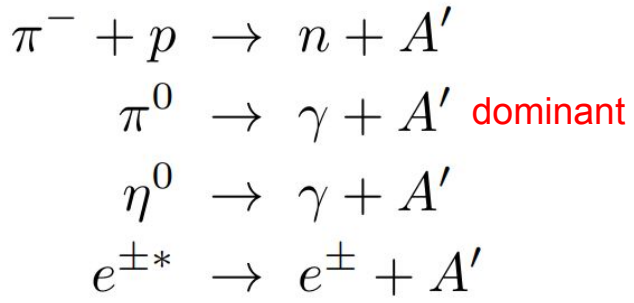 π⁻ + p → n + A′
π⁰ → γ + A′ dominant
η⁰ → γ + A′
e^{±*} → e^± + A′